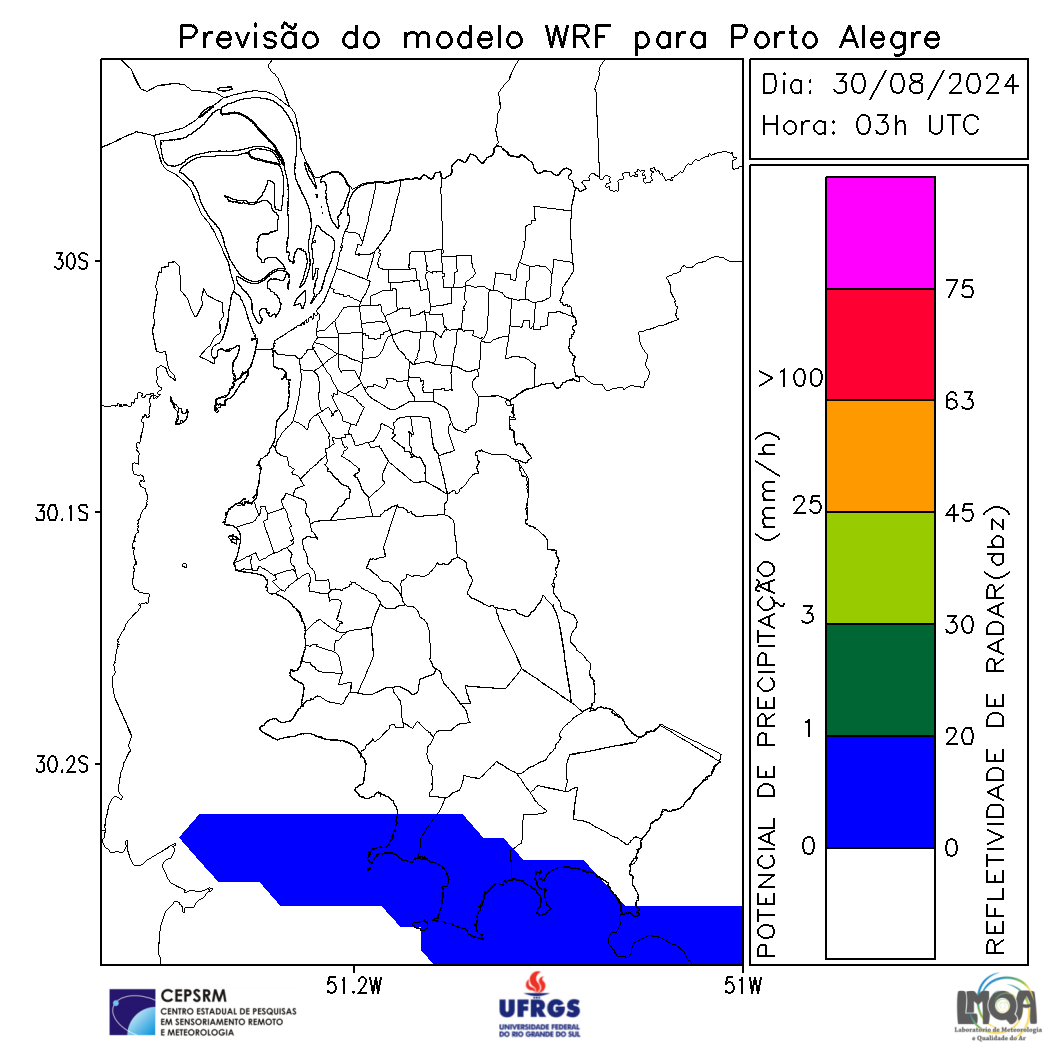 Previsão do modelo WRF para Porto Alegre
Dia: 30/08/2024
Hora: 03h UTC
30S
30.1S
30.2S
51.2W
51W
POTENCIAL DE PRECIPITAÇÃO (mm/h)
>100
25
3
1
0
75
63
45
30
20
0
REFLETIVIDADE DE RADAR(dbz)
CEPSRM
CENTRO ESTADUAL DE PESQUISAS
EM SENSORIAMENTO REMOTO
E METEOROLOGIA
UFRGS
UNIVERSIDADE FEDERAL
DO RIO GRANDE DO SUL
LMQA
Laboratório de Meteorologia
e Qualidade do Ar